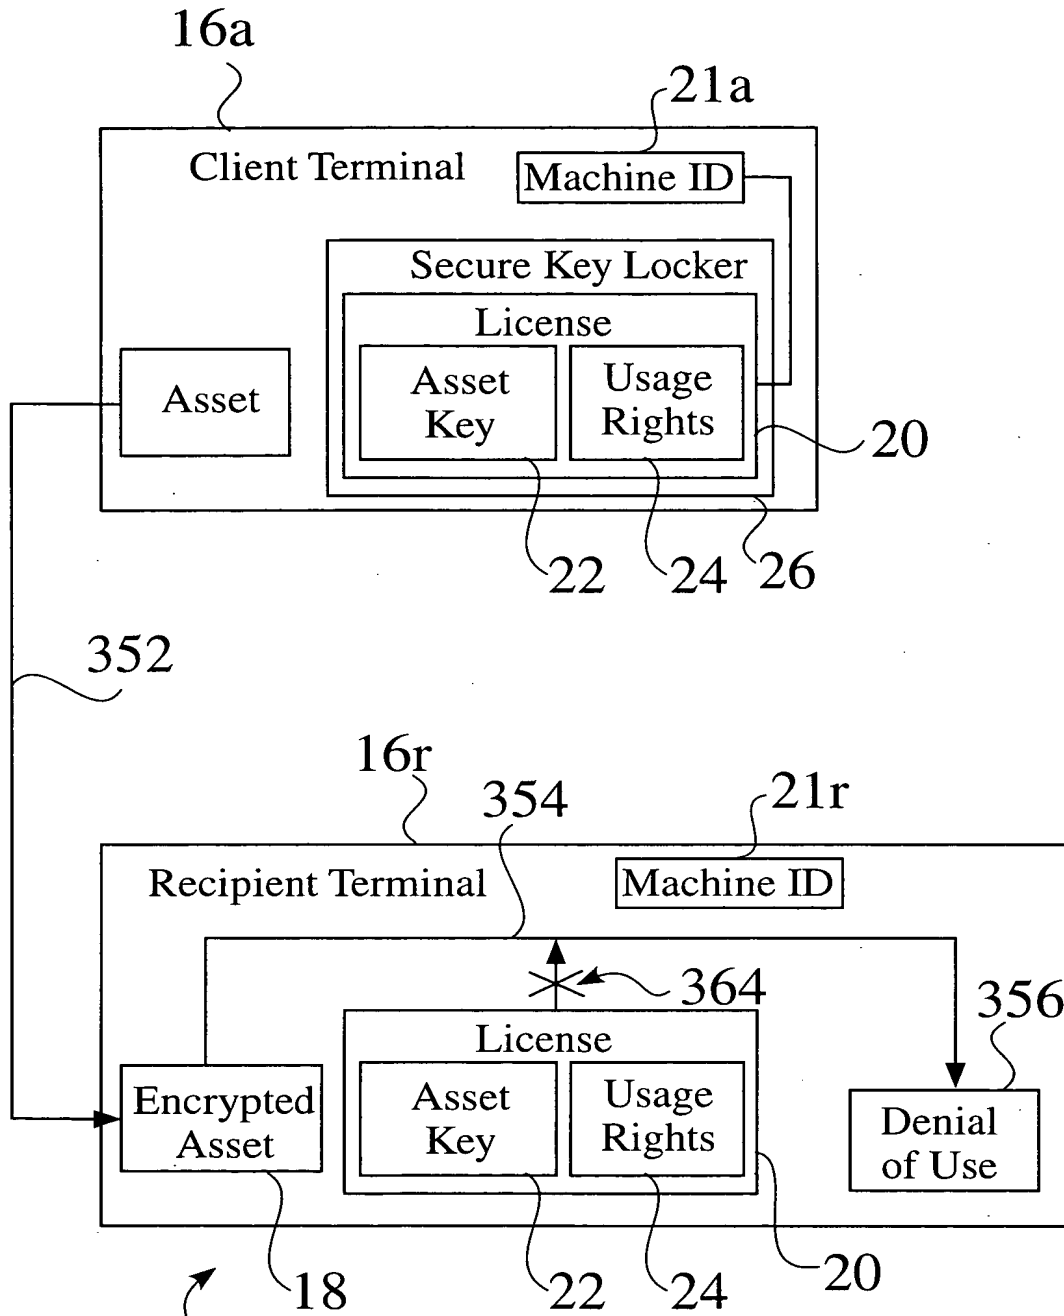 16a
21a
Client Terminal
Machine ID
Secure Key Locker
License
Asset
Asset
Key
Usage
Rights
20
22
24
26
352
16r
354
21r
Recipient Terminal
Machine ID
364
356
License
Encrypted
Asset
Asset
Key
Usage
Rights
Denial
of Use
18
22
24
20